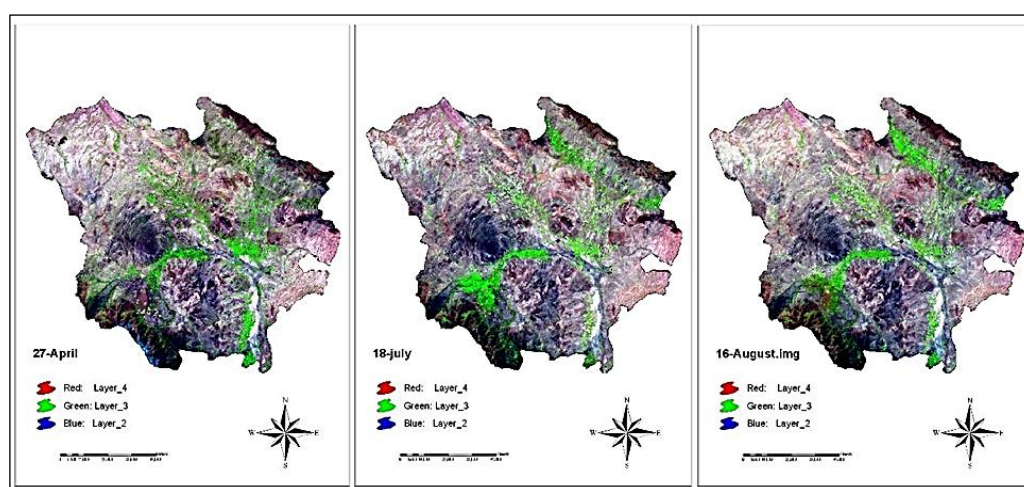 27-April
Red: Layer_4
Green: Layer_3
Blue: Layer_2
N
W E
S
18-july
Red: Layer_4
Green: Layer_3
Blue: Layer_2
N
W E
S
16-August.img
Red: Layer_4
Green: Layer_3
Blue: Layer_2
N
W E
S